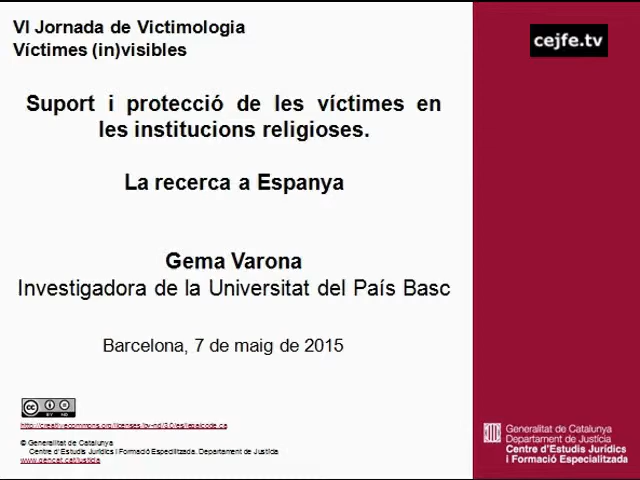 VI Jornada de Victimologia
Víctimes (in)visibles
cejfe.tv
Suport i protecció de les víctimes en
les institucions religioses.
La recerca a Espanya
Gema Varona
Investigadora de la Universitat del País Basc
Barcelona, 7 de maig de 2015
cc BY ND
http://creativecommons.org/licenses/by-nd/3.0/es/legalcode.ca
© Generalitat de Catalunya
Centre d'Estudis Jurídics i Formació Especialitzada. Departament de Justícia
www.gencat.cat/justicia
Generalitat de Catalunya
Departament de Justícia
Centre d'Estudis Jurídics
i Formació Especialitzada